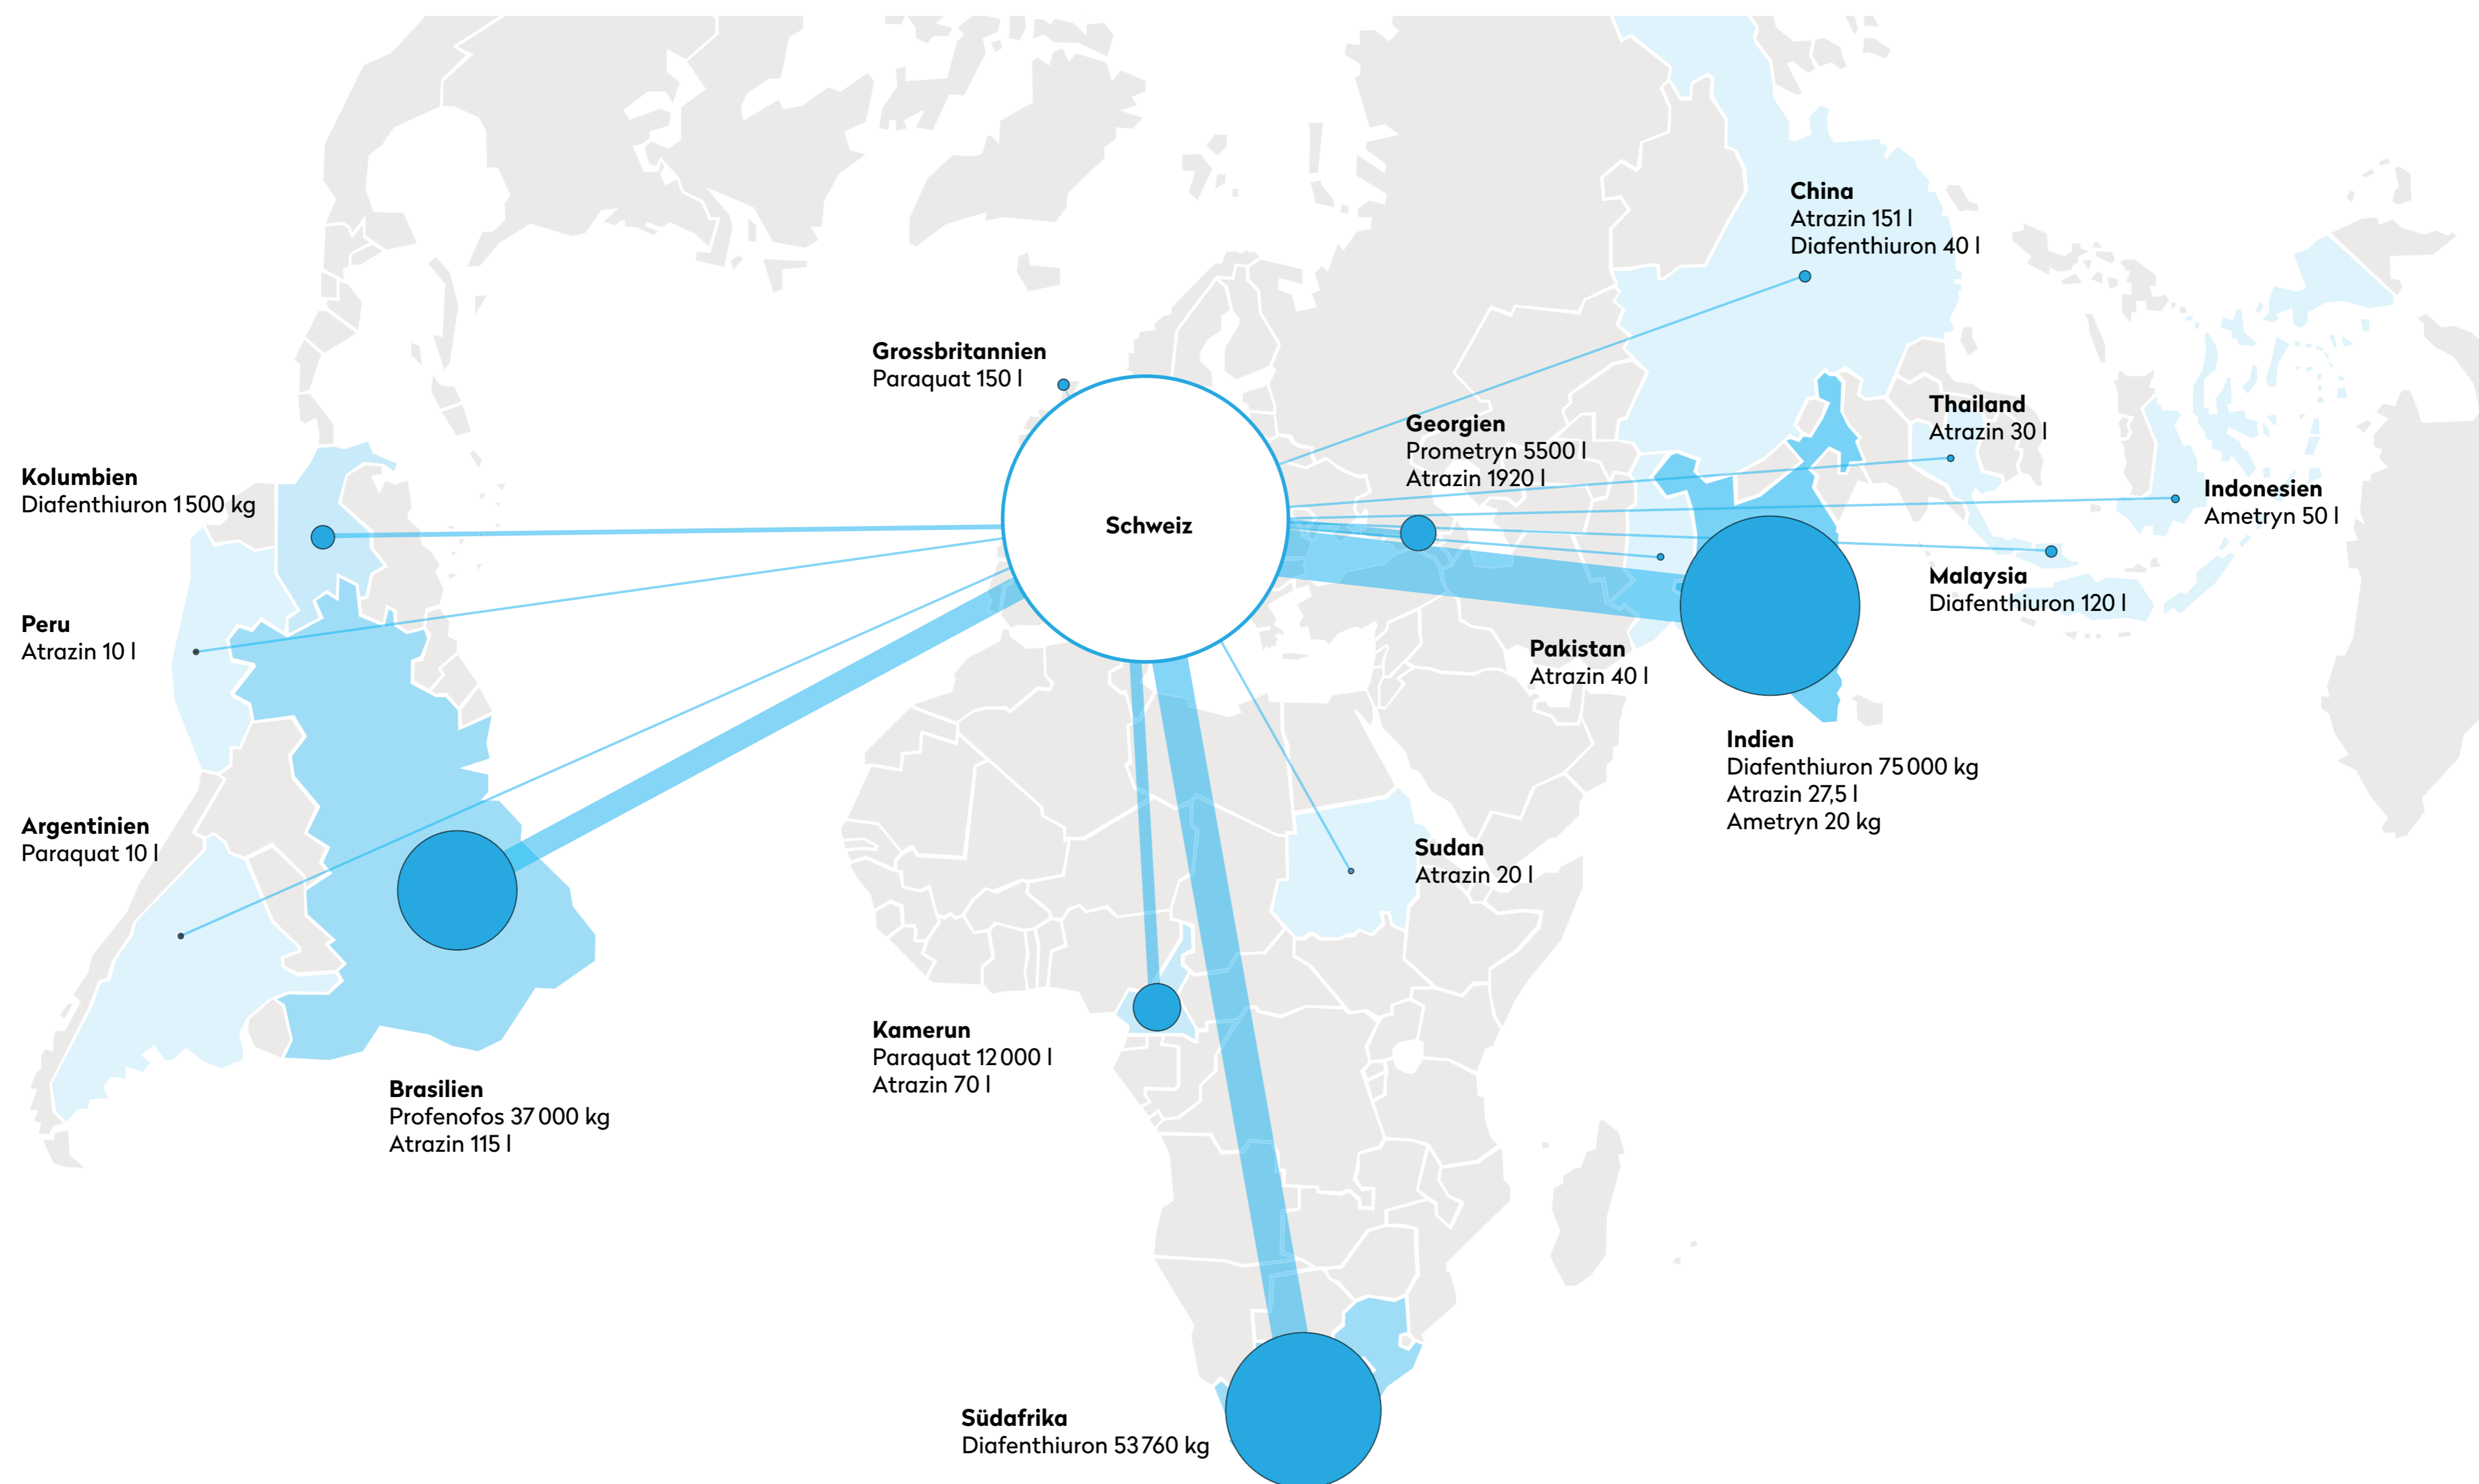 China
Atrazin 151 l
Diafenthiuron 40 l
Grossbritannien
Paraquat 150 l
Thailand
Atrazin 30 l
Georgien
Prometryn 5500 l
Atrazin 1920 l
Kolumbien
Diafenthiuron 1 500 kg
Indonesien
Ametryn 50 l
Schweiz
Malaysia
Diafenthiuron 120 l
Peru
Atrazin 10 l
Pakistan
Atrazin 40 l
Indien
Diafenthiuron 75 000 kg
Atrazin 27,5 l
Ametryn 20 kg
Argentinien
Paraquat 10 l
Sudan
Atrazin 20 l
Kamerun
Paraquat 12 000 l
Atrazin 70 l
Brasilien
Profenofos 37 000 kg
Atrazin 115 l
Südafrika
Diafenthiuron 53 760 kg